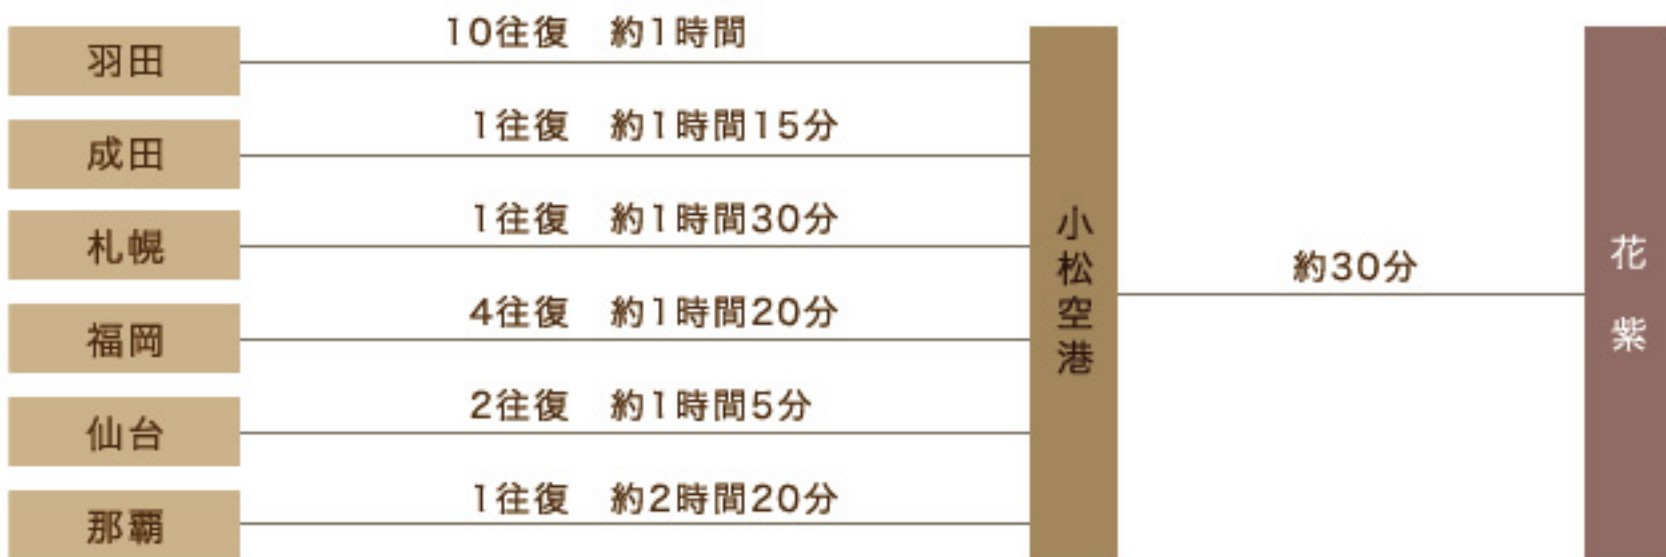 羽田
10往復 約1時間
成田
1往復 約1時間15分
札幌
1往復 約1時間30分
福岡
4往復 約1時間20分
仙台
2往復 約1時間5分
那覇
1往復 約2時間20分
小松空港
約30分
花紫